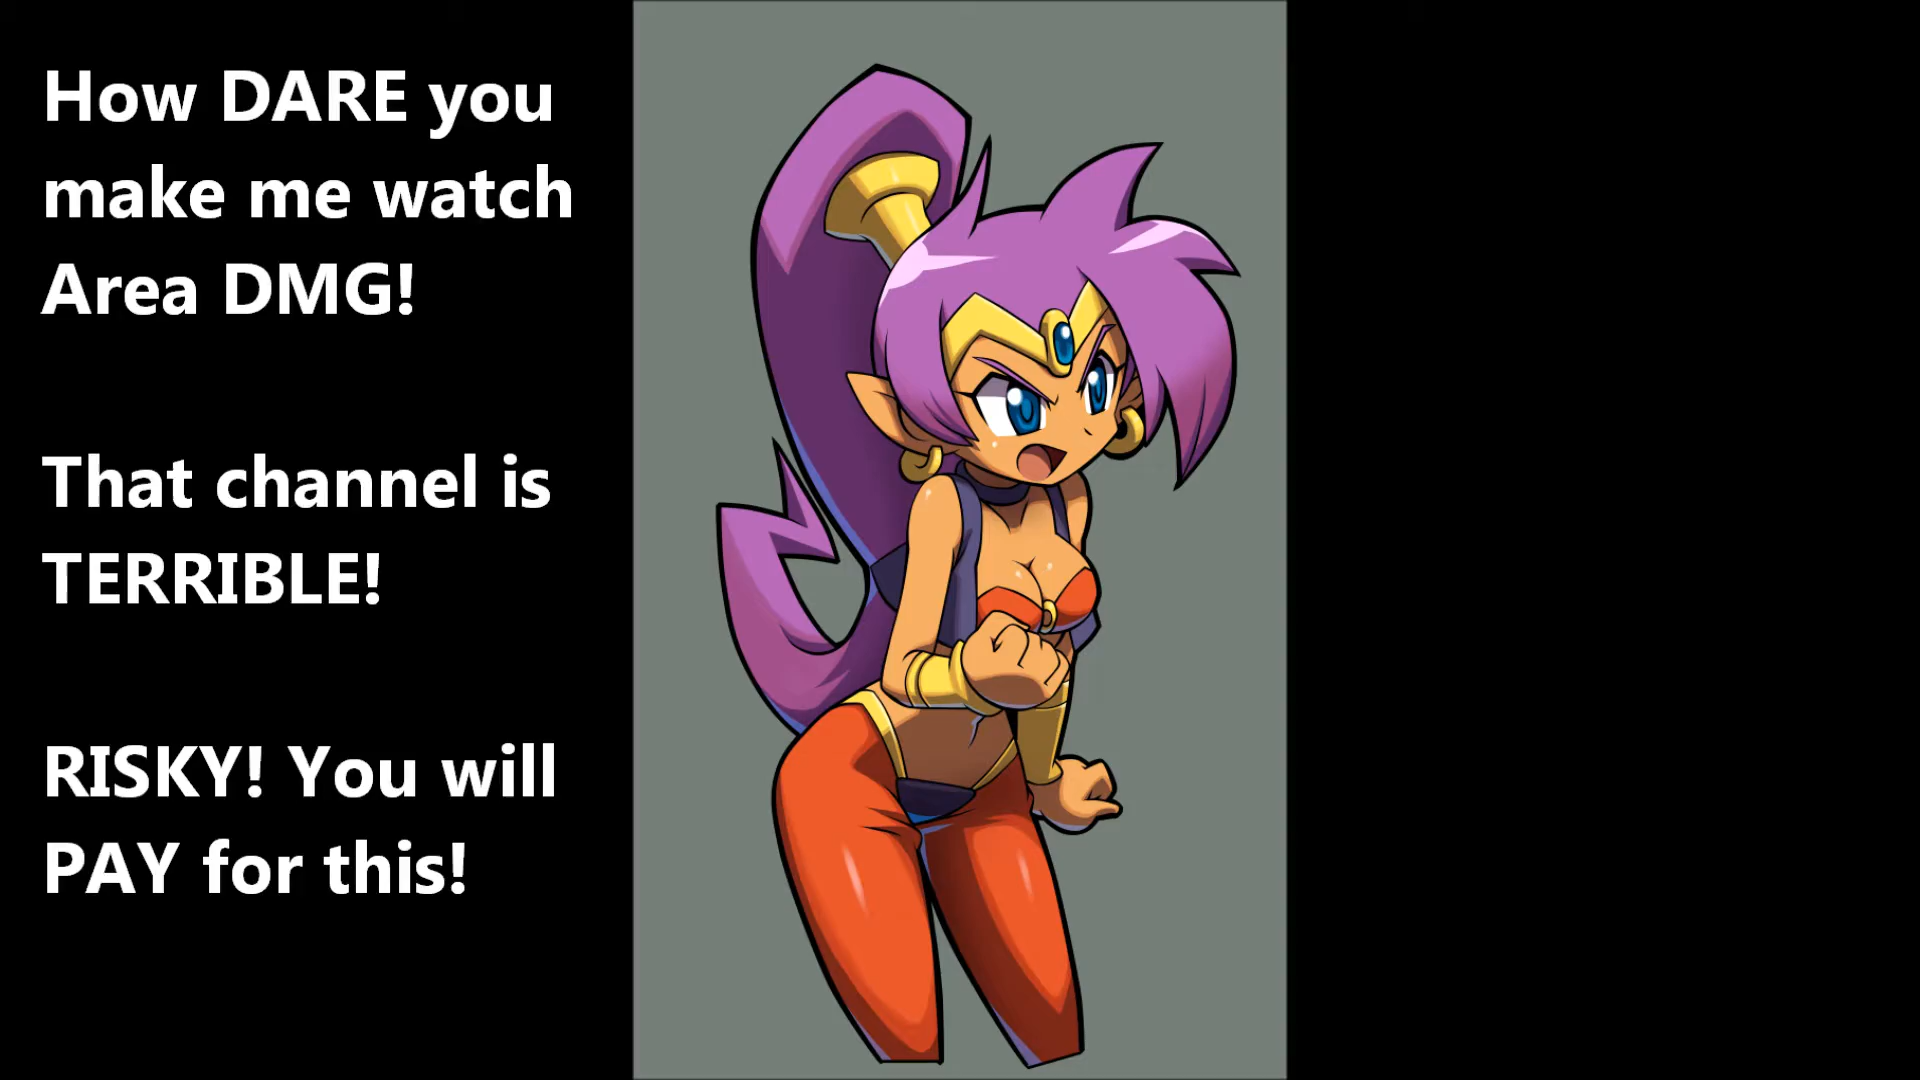 How DARE you
make me watch
Area DMG!
That channel is
TERRIBLE!
RISKY! You will
PAY for this!